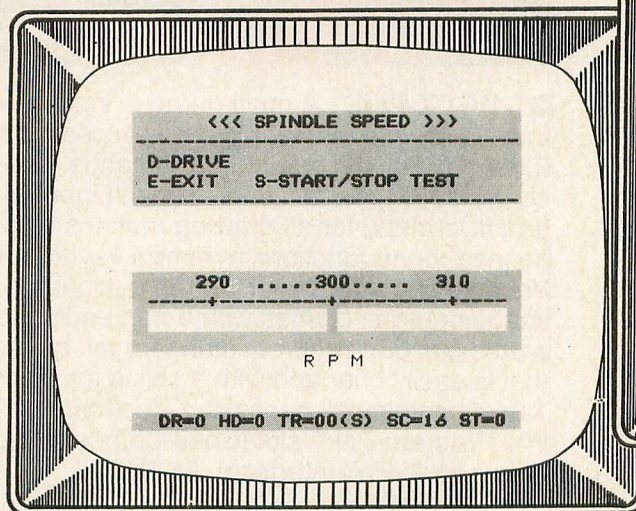 <<< SPINDLE SPEED >>>
D-DRIVE
E-EXIT S-START/STOP TEST
290 .....300..... 310
R P M
DR=0 HD=0 TR=00(S) SC=16 ST=0